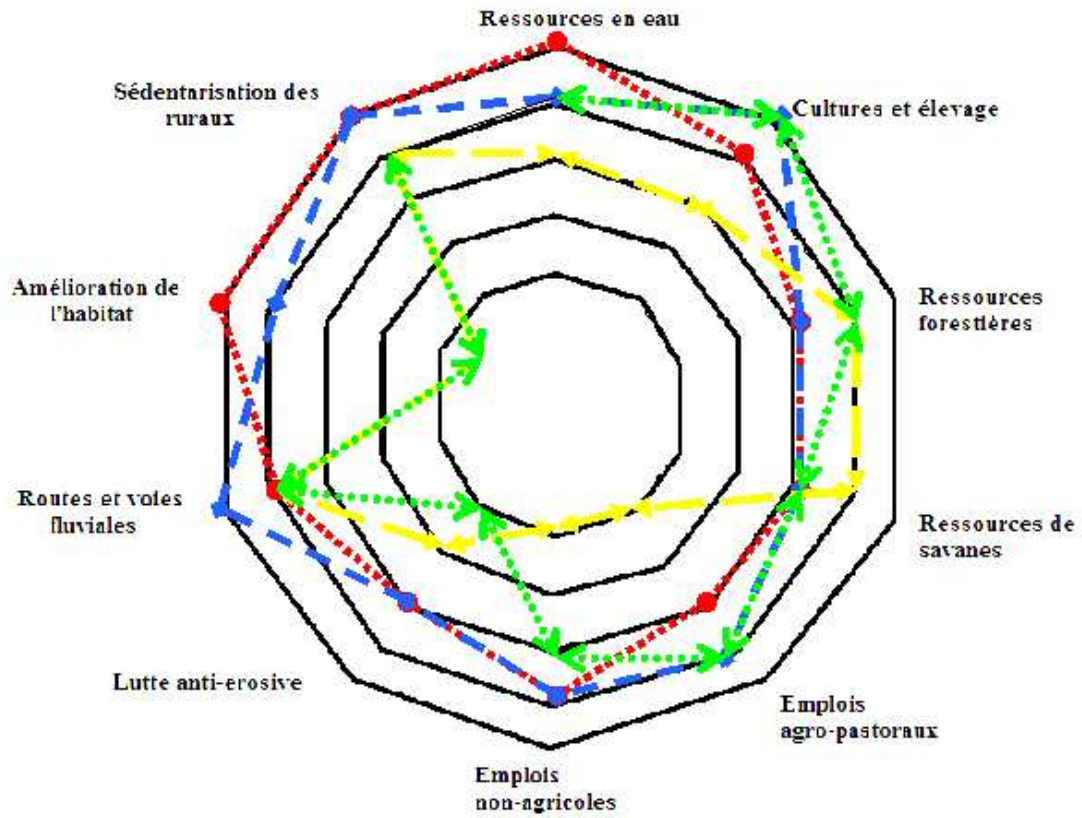 Ressources en eau
Sédentarisation des
ruraux
Cultures et élevage
Amélioration de
l'habitat
Ressources
forestières
Routes et voies
fluviales
Ressources de
savanes
Lutte anti-erosive
Emplois
agro-pastoraux
Emplois
non-agricoles